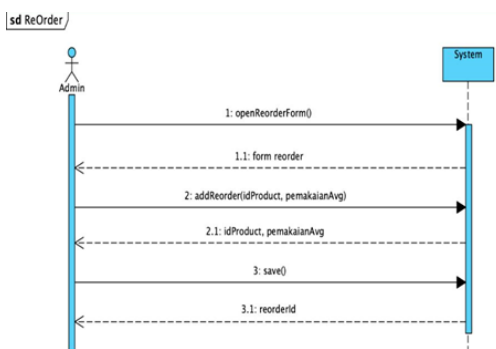 sd ReOrder
System
Admin
1: openReorderForm()
1.1: form reorder
2: addReorder(idProduct, pemakaianAvg)
2.1: idProduct, pemakaianAvg
3: save()
3.1: reorderId